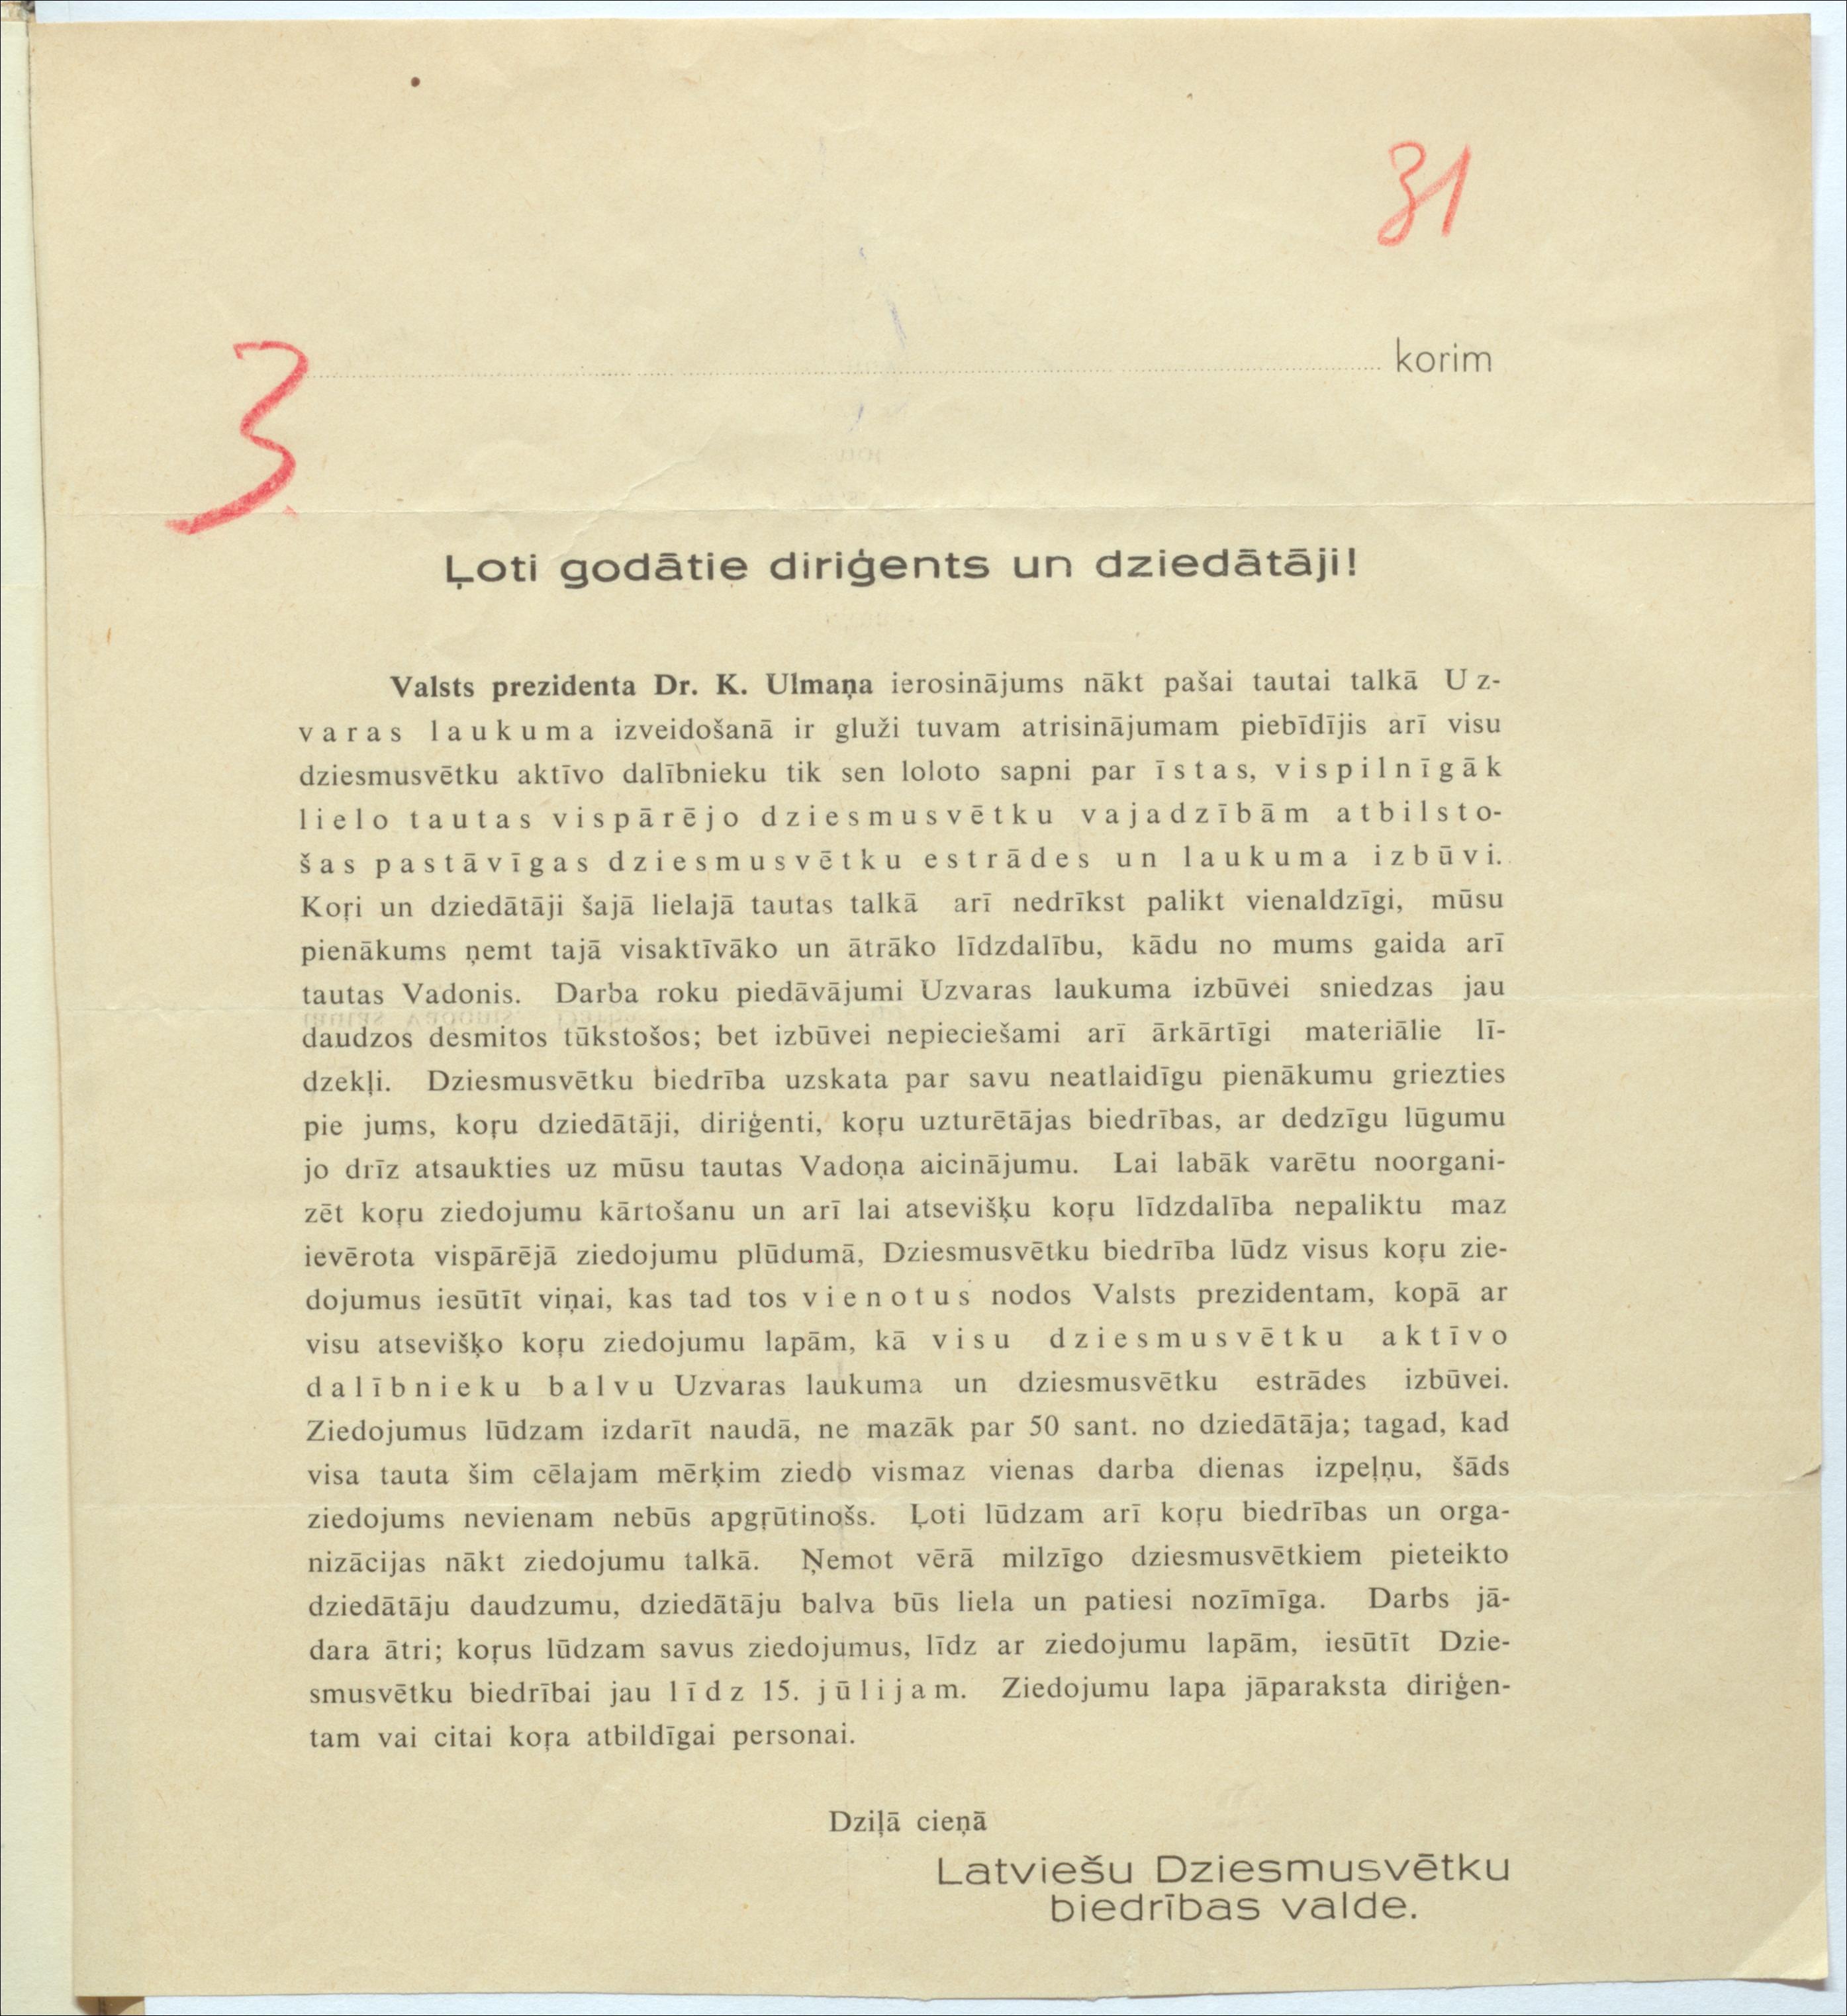 31
korim
3
Ļoti godātie diriģents un dziedātāji!
Valsts prezidenta Dr. K. Ulmaņa ierosinājums nākt pašai tautai talkā Uz-
varas laukuma izveidošanā ir gluži tuvam atrisinājumam piebīdījis arī visu
dziesmusvētku aktīvo dalībnieku tik sen loloto sapni par īstas, vispilnīgāk
lielo tautas vispārējo dziesmusvētku vajadzībām atbilsto-
šas pastāvīgas dziesmusvētku estrādes un laukuma izbūvi.
Koŗi un dziedātāji šajā lielajā tautas talkā arī nedrīkst palikt vienaldzīgi, mūsu
pienākums ņemt tajā visaktīvāko un ātrāko līdzdalību, kādu no mums gaida arī
tautas Vadonis. Darba roku piedāvājumi Uzvaras laukuma izbūvei sniedzas jau
daudzos desmitos tūkstošos; bet izbūvei nepieciešami arī ārkārtīgi materiālie lī-
dzekļi. Dziesmusvētku biedrība uzskata par savu neatlaidīgu pienākumu griezties
pie jums, koŗu dziedātāji, diriģenti, koŗu uzturētājas biedrības, ar dedzīgu lūgumu
jo drīz atsaukties uz mūsu tautas Vadoņa aicinājumu. Lai labāk varētu noorgani-
zēt koŗu ziedojumu kārtošanu un arī lai atsevišķu koŗu līdzdalība nepaliktu maz
ievērota vispārējā ziedojumu plūdumā, Dziesmusvētku biedrība lūdz visus koŗu zie-
dojumus iesūtīt viņai, kas tad tos vienotus nodos Valsts prezidentam, kopā ar
visu atsevišķo koŗu ziedojumu lapām, kā visu dziesmusvētku aktīvo
dalībnieku balvu Uzvaras laukuma un dziesmusvētku estrādes izbūvei.
Ziedojumus lūdzam izdarīt naudā, ne mazāk par 50 sant. no dziedātāja; tagad, kad
visa tauta šim cēlajam mērķim ziedo vismaz vienas darba dienas izpeļņu, šāds
ziedojums nevienam nebūs apgŗūtinošs. Ļoti lūdzam arī koŗu biedrības un orga-
nizācijas nākt ziedojumu talkā. Ņemot vērā milzīgo dziesmusvētkiem pieteikto
dziedātāju daudzumu, dziedātāju balva būs liela un patiesi nozīmīga. Darbs jā-
dara ātri; koŗus lūdzam savus ziedojumus, līdz ar ziedojumu lapām, iesūtīt Dzie-
smusvētku biedrībai jau līdz 15. jūlijam. Ziedojumu lapa jāparaksta diriģen-
tam vai citai koŗa atbildīgai personai.
Dziļā cieņā
Latviešu Dziesmusvētku
biedrības valde.